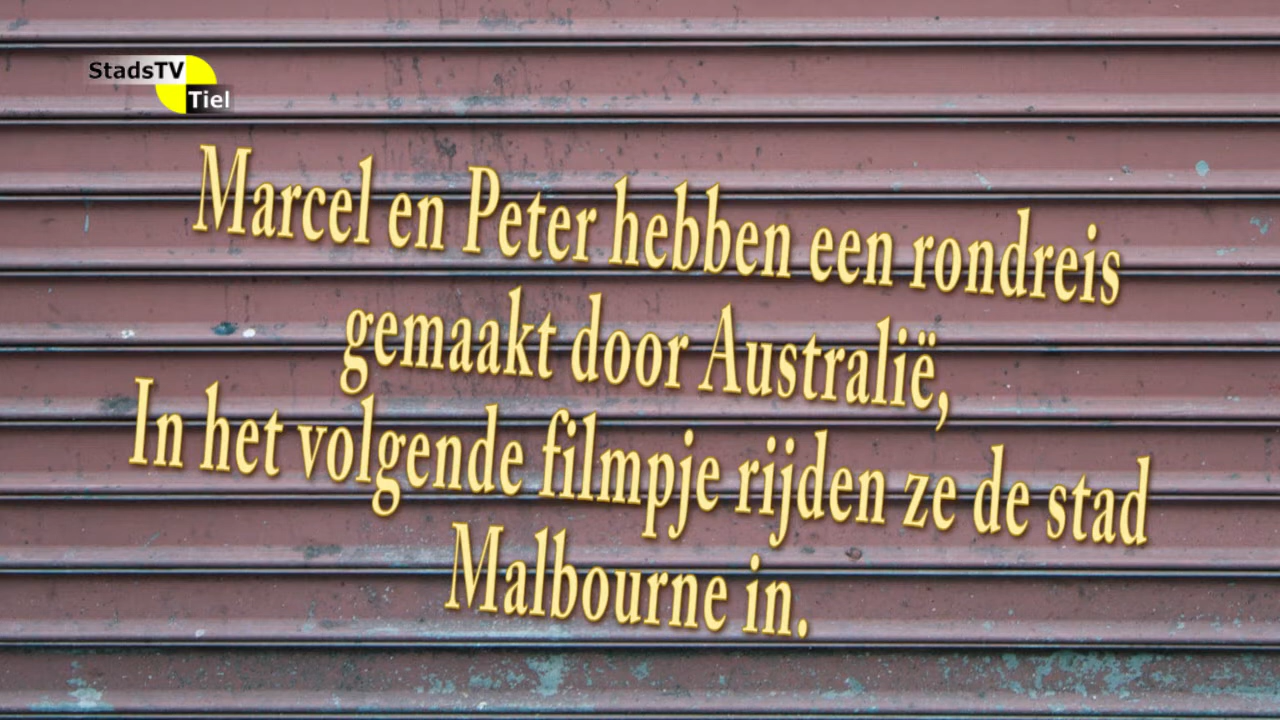 StadsTV
Tiel
Marcel en Peter hebben een rondreis
gemaakt door Australië,
In het volgende filmpje rijden ze de stad
Malbourne in.